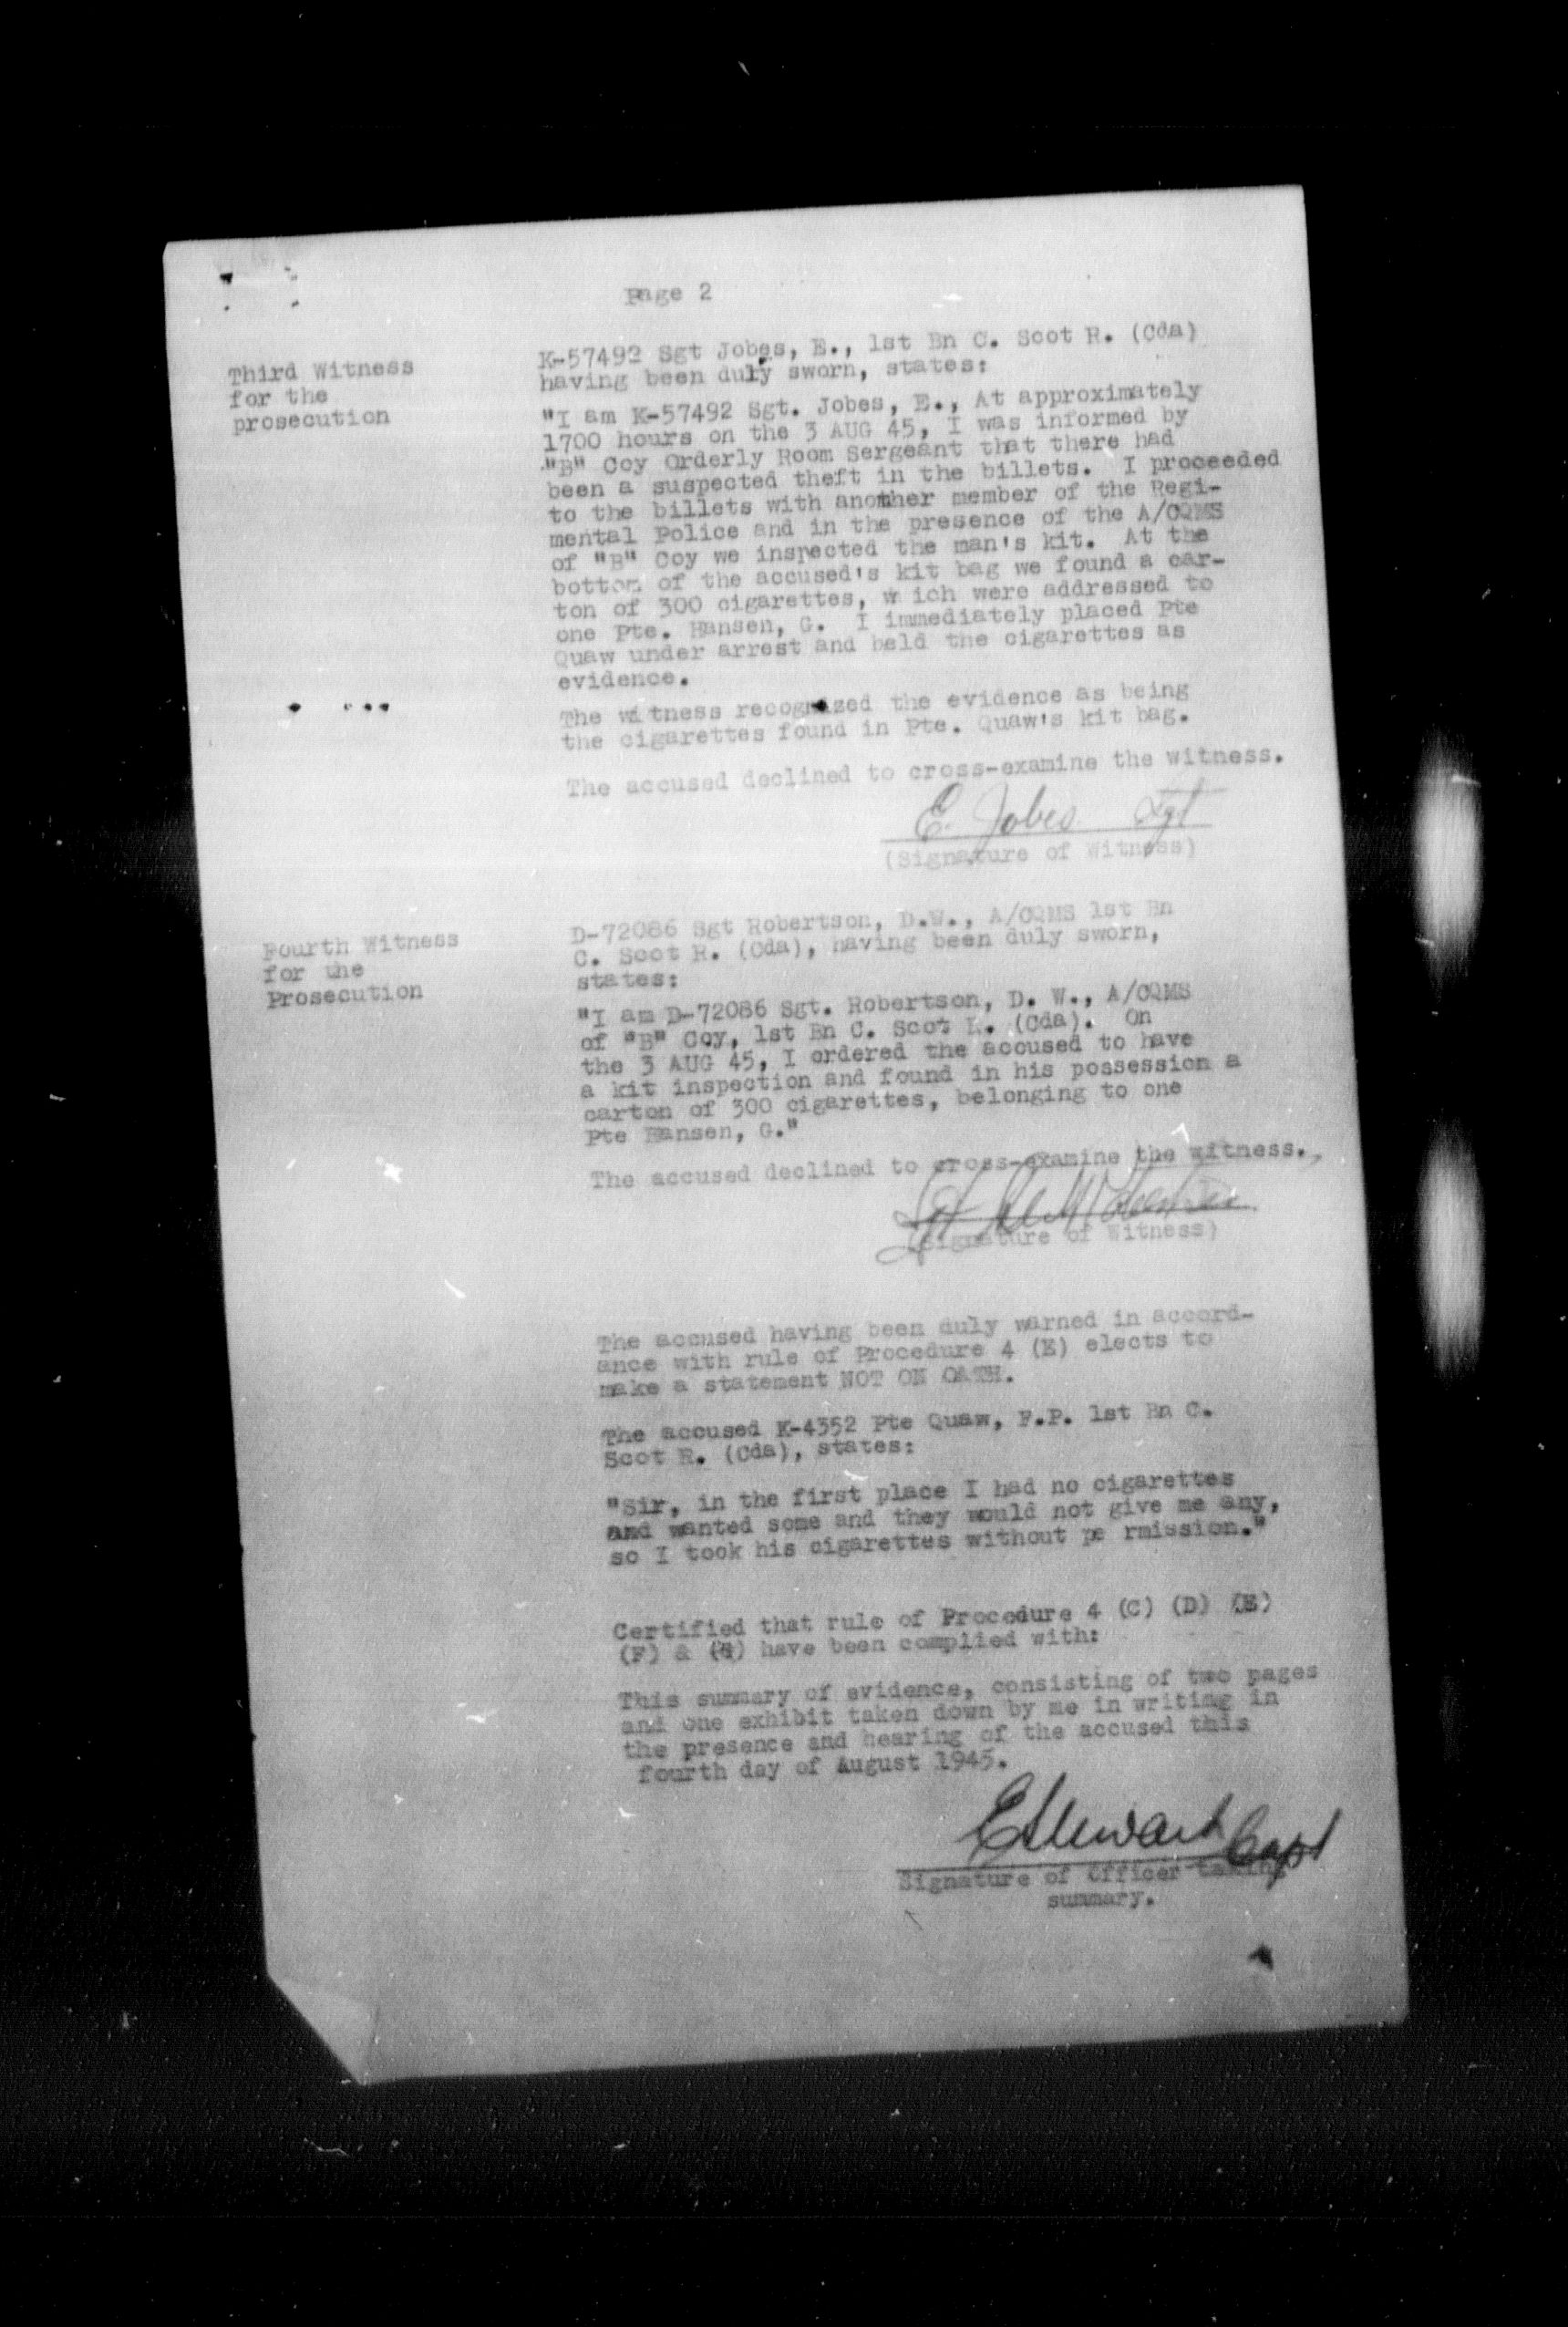 Page 2
Third Witness
for the
prosecution
K-57492 Sgt Jobes, E., 1st Bn C. Scot R. (Cda)
having been duly sworn, states:
"I am K-57492 Sgt. Jobes, E., At approximately
1700 hours on the 3 AUG 45, I was informed by
"B" Coy Orderly Room Sergeant that there had
been a suspected theft in the billets. I proceeded
to the billets with another member of the Regi-
mental Police and in the presence of the A/CQMS
of "B" Coy we inspected the man's kit. At the
bottom of the accused's kit bag we found a car-
ton of 300 cigarettes, w ich were addressed to
one Pte. Hansen, G. I immediately placed Pte
Quaw under arrest and held the cigarettes as
evidence.
The witness recognized the evidence as being
the cigarettes found in Pte. Quaw's kit bag.
The accused declined to cross-examine the witness.
E. Jobes Sgt
(Signature of Witness)
Fourth Witness
for the
Prosecution
D-72086 Sgt Robertson, D.W., A/CQMS 1st Bn
C. Scot R. (Cda), having been duly sworn,
states:
"I am D-72086 Sgt. Robertson, D. W., A/CQMS
of "B" Coy, 1st Bn C. Scot R. (Cda). On
the 3 AUG 45, I ordered the accused to have
a kit inspection and found in his possession a
carton of 300 cigarettes, belonging to one
Pte Hansen, G."
The accused declined to cross-examine the witness.
Sgt Robertson
(Signature of Witness)
The accused having been duly warned in accord-
ance with rule of Procedure 4 (E) elects to
make a statement NOT ON OATH.
The accused K-4352 Pte Quaw, F.P. 1st Bn C.
Scot R. (Cda), states:
"Sir, in the first place I had no cigarettes
and wanted some and they would not give me any,
so I took his cigarettes without pe rmission."
Certified that rule of Procedure 4 (C) (D) (E)
(F) & (G) have been complied with:
This summary of evidence, consisting of two pages
and one exhibit taken down by me in writing in
the presence and hearing of the accused this
fourth day of August 1945.
E Stewart Capt
Signature of Officer taking
summary.